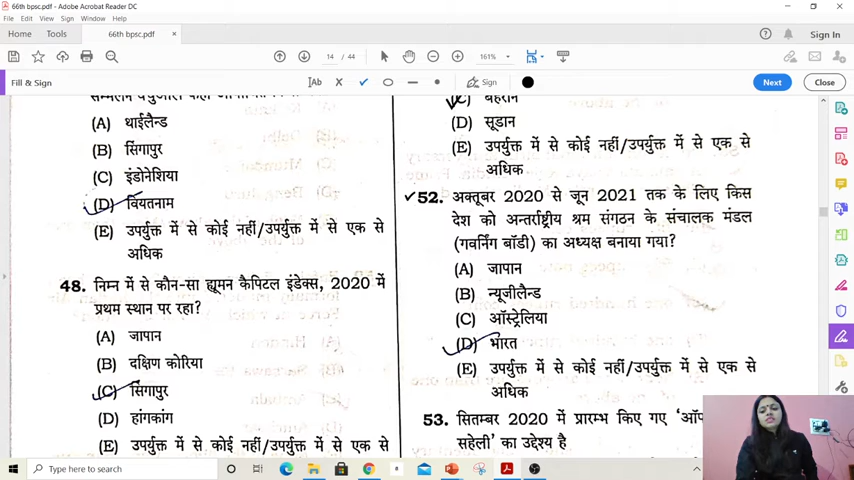 66th bpsc.pdf - Adobe Acrobat Reader DC
File Edit View Sign Window Help
Home Tools 66th bpsc.pdf × Sign In
14 / 44 161%
Fill & Sign Ab Sign Next Close
(A) थाईलैन्ड
(B) सिंगापुर
(C) इंडोनेशिया
(D) वियतनाम
(E) उपर्युक्त में से कोई नहीं/उपर्युक्त में से एक से
अधिक
48. निम्न में से कौन-सा ह्यूमन कैपिटल इंडेक्स, 2020 में
प्रथम स्थान पर रहा?
(A) जापान
(B) दक्षिण कोरिया
(C) सिंगापुर
(D) हांगकांग
(E) उपर्युक्त में से कोई नहीं/उपर्युक्त में से एक से
(C) बहरीन
(D) सूडान
(E) उपर्युक्त में से कोई नहीं/उपर्युक्त में से एक से
अधिक
52. अक्तूबर 2020 से जून 2021 तक के लिए किस
देश को अन्तर्राष्ट्रीय श्रम संगठन के संचालक मंडल
(गवर्निंग बॉडी) का अध्यक्ष बनाया गया?
(A) जापान
(B) न्यूजीलैन्ड
(C) ऑस्ट्रेलिया
(D) भारत
(E) उपर्युक्त में से कोई नहीं/उपर्युक्त में से एक से
अधिक
53. सितम्बर 2020 में प्रारम्भ किए गए
सहेली' का उद्देश्य है
Type here to search